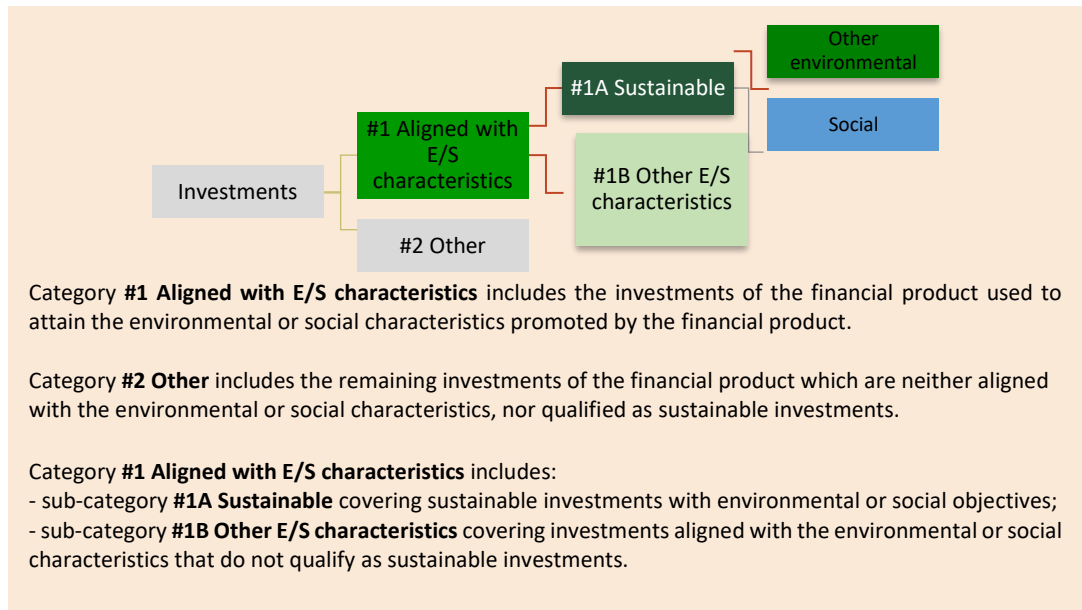 Other
environmental
#1A Sustainable
Social
#1 Aligned with
E/S
characteristics
#1B Other E/S
characteristics
Investments
#2 Other
Category #1 Aligned with E/S characteristics includes the investments of the financial product used to
attain the environmental or social characteristics promoted by the financial product.
Category #2 Other includes the remaining investments of the financial product which are neither aligned
with the environmental or social characteristics, nor qualified as sustainable investments.
Category #1 Aligned with E/S characteristics includes:
- sub-category #1A Sustainable covering sustainable investments with environmental or social objectives;
- sub-category #1B Other E/S characteristics covering investments aligned with the environmental or social
characteristics that do not qualify as sustainable investments.